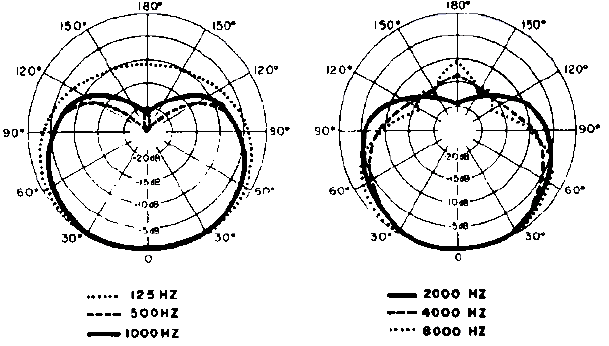 180° 180°
150° 150° 150° 150°
120° 120° 120° 120°
90° 90° 90°
-20dB -20dB
60° 60° 60°
-15dB -15dB
-10dB -10dB
30° -5dB 30° 30° -5dB 30°
0 0
125 HZ
500 HZ
1000 HZ
2000 HZ
4000 HZ
8000 HZ